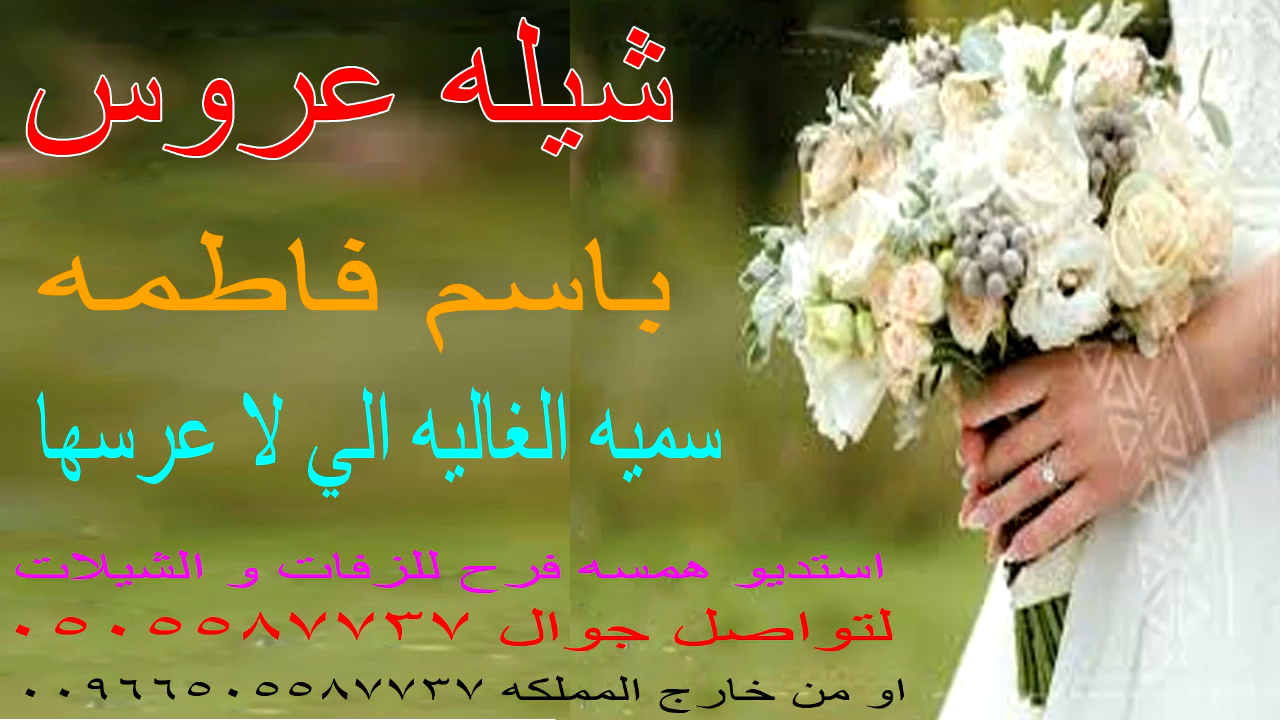 شيله عروس
باسم فاطمه
سميه الغاليه الي لا عرسها
استديو همسه فرح للزفات و الشيلات
لتواصل جوال ٠٥٠٥٥٨٧٧٣٧
او من خارج المملكه ٠٠٩٦٦٥٠٥٥٨٧٧٣٧